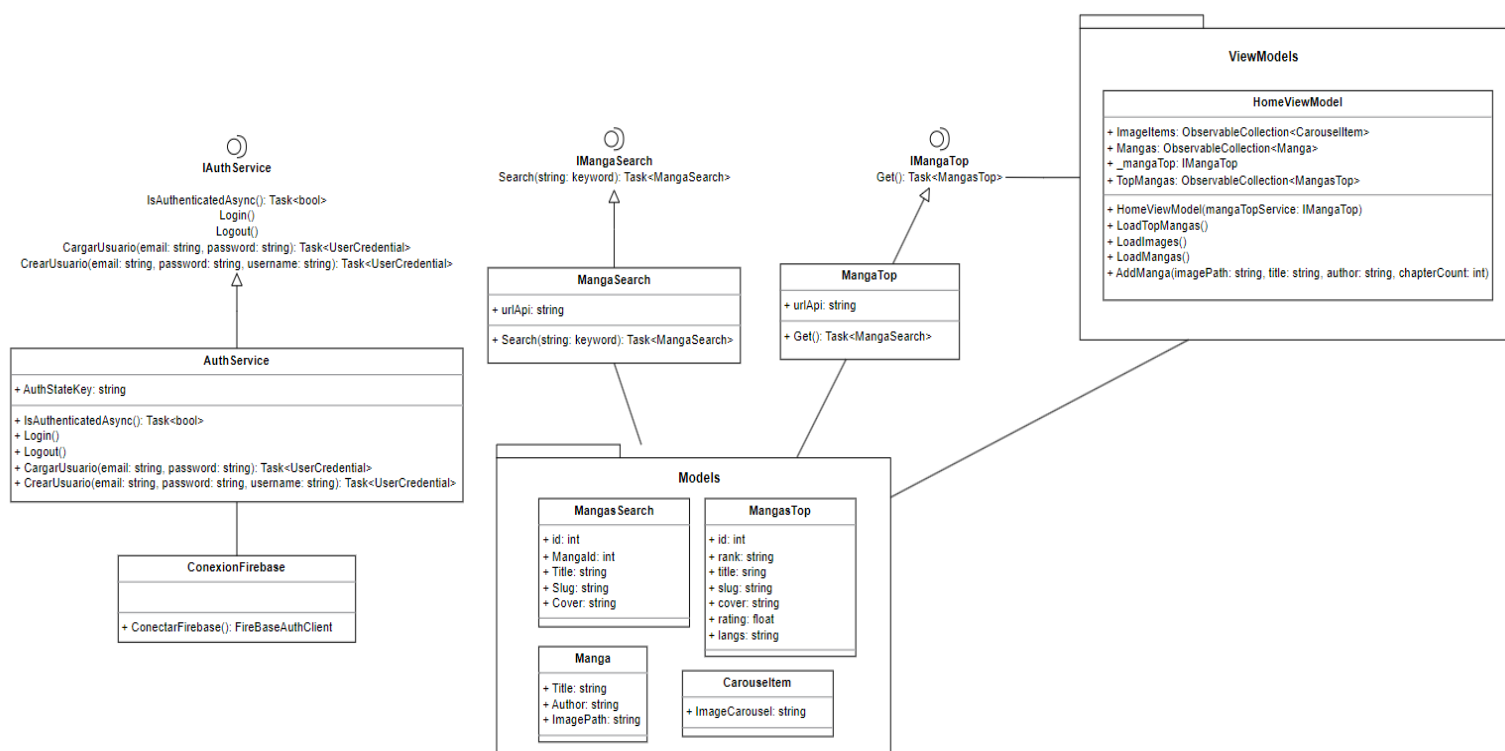 IAuthService
IsAuthenticatedAsync(): Task<bool>
Login()
Logout()
CargarUsuario(email: string, password: string): Task<UserCredential>
CrearUsuario(email: string, password: string, username: string): Task<UserCredential>
AuthService
+ AuthStateKey: string
+ IsAuthenticatedAsync(): Task<bool>
+ Login()
+ Logout()
+ CargarUsuario(email: string, password: string): Task<UserCredential>
+ CrearUsuario(email: string, password: string, username: string): Task<UserCredential>
ConexionFirebase
+ ConectarFirebase(): FireBaseAuthClient
IMangaSearch
Search(string: keyword): Task<MangaSearch>
MangaSearch
+ urlApi: string
+ Search(string: keyword): Task<MangaSearch>
IMangaTop
Get(): Task<MangasTop>
MangaTop
+ urlApi: string
+ Get(): Task<MangaSearch>
ViewModels
HomeViewModel
+ ImageItems: ObservableCollection<CarouselItem>
+ Mangas: ObservableCollection<Manga>
+ _mangaTop: IMangaTop
+ TopMangas: ObservableCollection<MangasTop>
+ HomeViewModel(mangaTopService: IMangaTop)
+ LoadTopMangas()
+ LoadImages()
+ LoadMangas()
+ AddManga(imagePath: string, title: string, author: string, chapterCount: int)
Models
MangasSearch
+ id: int
+ MangaId: int
+ Title: string
+ Slug: string
+ Cover: string
MangasTop
+ id: int
+ rank: string
+ title: sring
+ slug: string
+ cover: string
+ rating: float
+ langs: string
Manga
+ Title: string
+ Author: string
+ ImagePath: string
CarouseItem
+ ImageCarousel: string